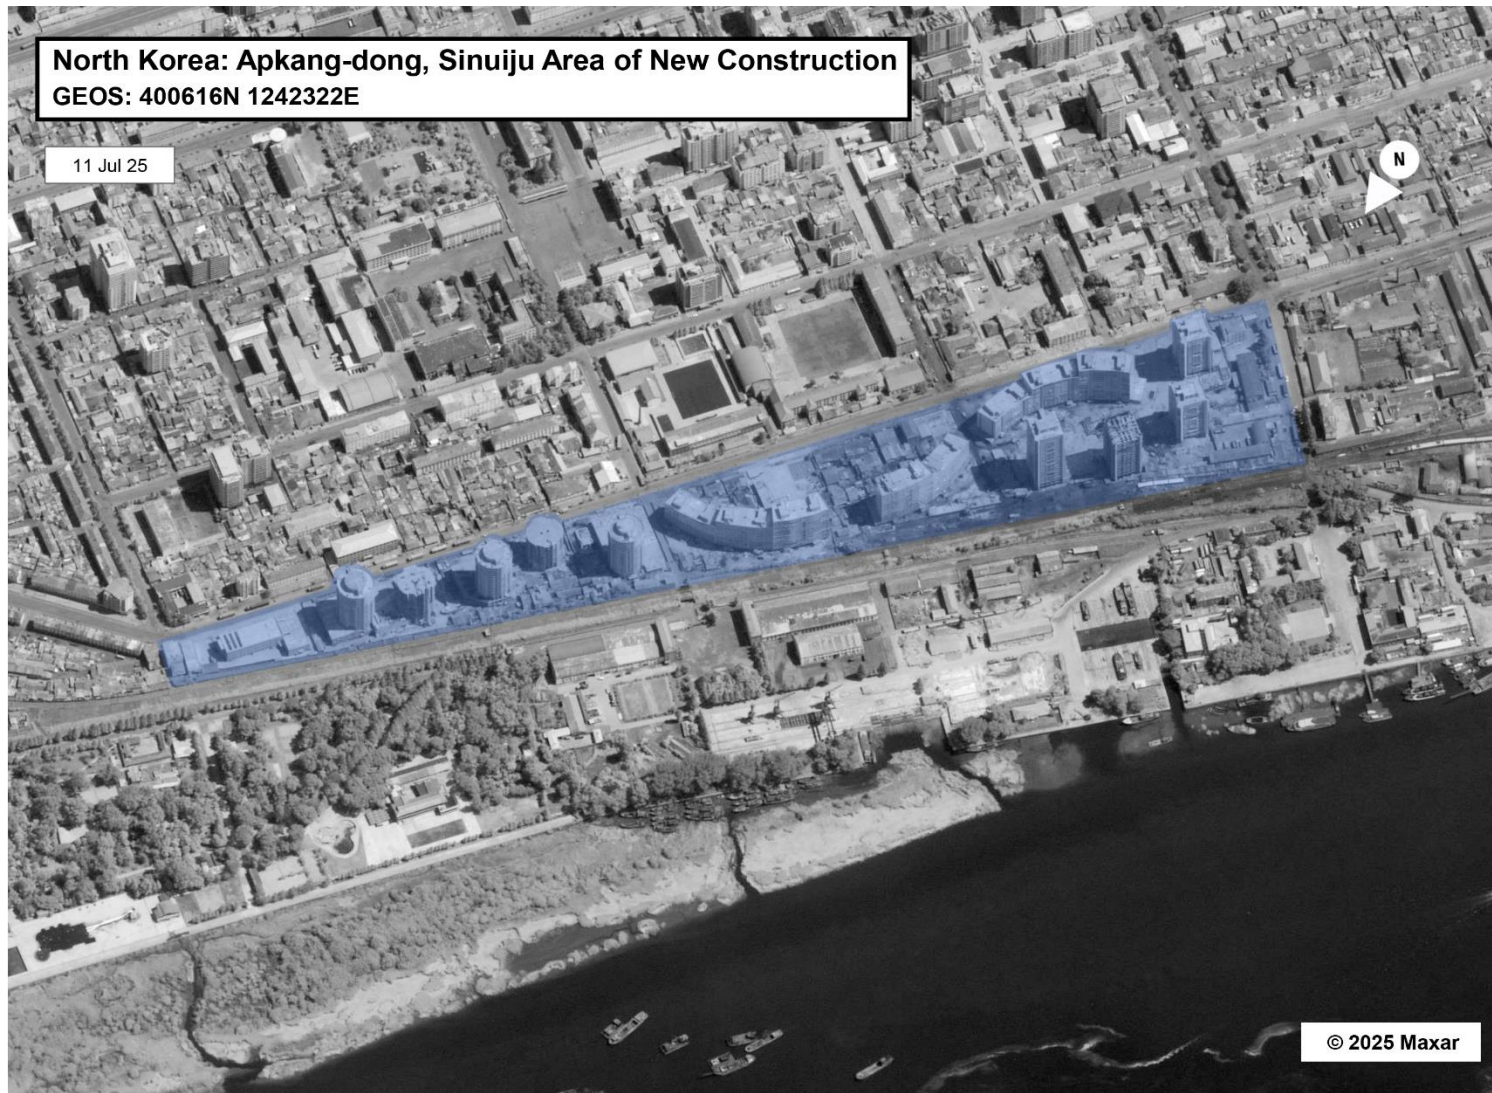 North Korea: Apkang-dong, Sinuiju Area of New Construction
GEOS: 400616N 1242322E
11 Jul 25
N
© 2025 Maxar